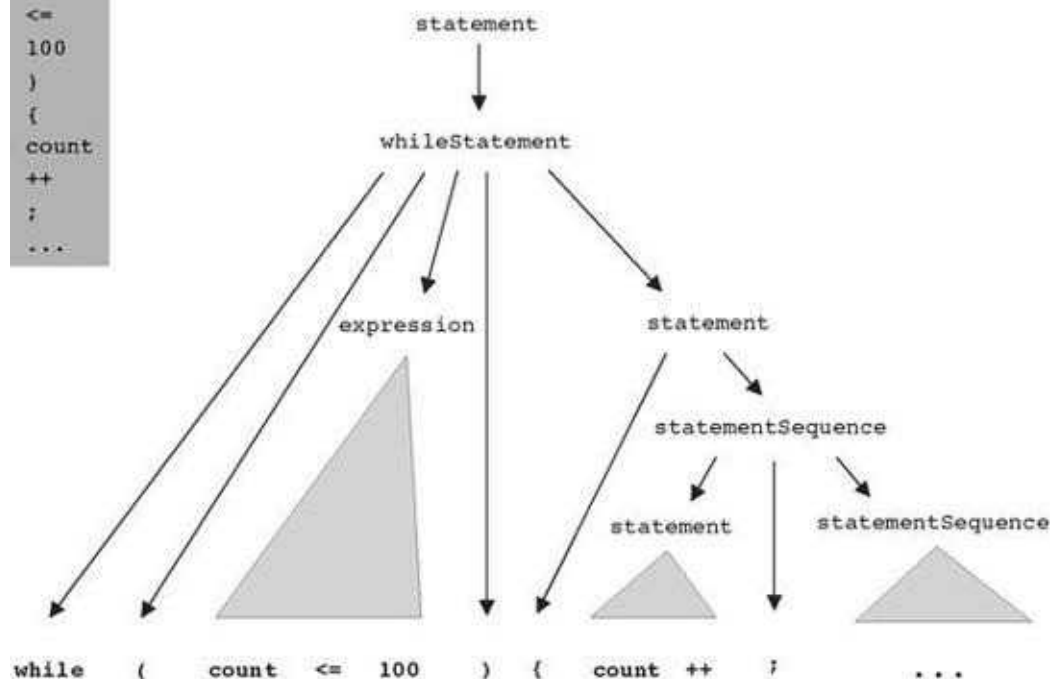 <=
100
)
{
count
++
;
...
statement
whileStatement
expression
statement
statementSequence
statement
statementSequence
while ( count <= 100 ) { count ++ ; ...